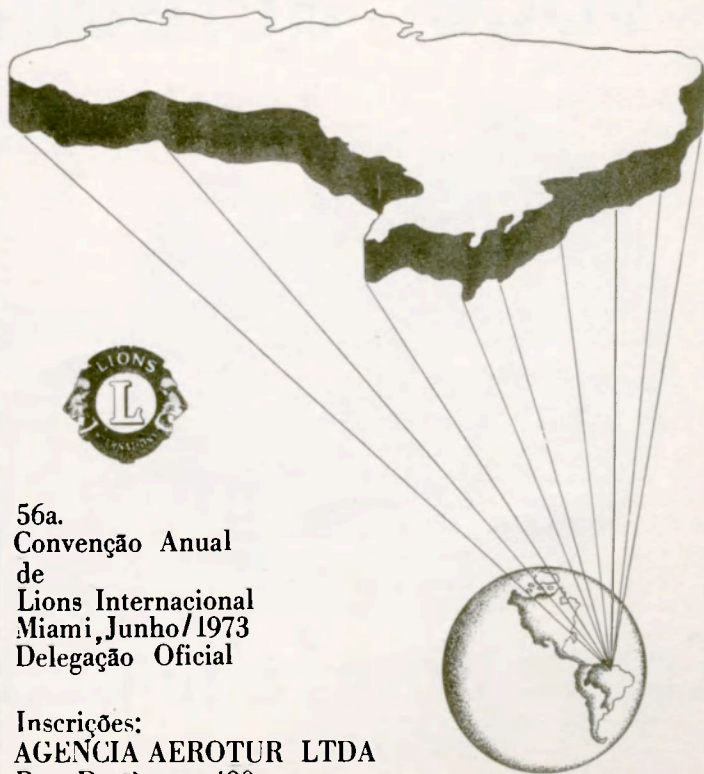 LIONS
L
56a.
Convenção Anual
de
Lions Internacional
Miami, Junho/1973
Delegação Oficial
Inscrições:
AGENCIA AEROTUR LTDA